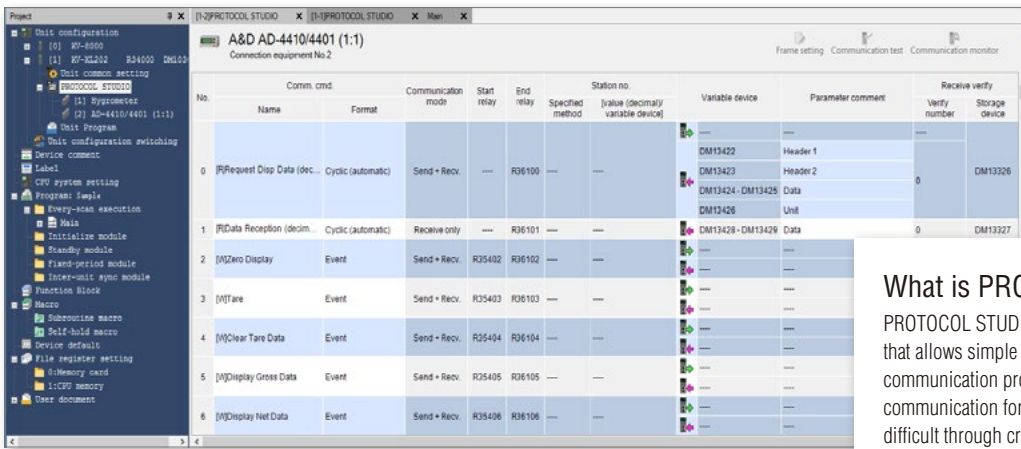 Project
[1-2]PROTOCOL STUDIO
[1-1]PROTOCOL STUDIO
Main
Unit configuration
[0] KV-8000
[1] KV-XL202 R34000 DM103
Unit common setting
PROTOCOL STUDIO
[1] Hygrometer
[2] AD-4410/4401 (1:1)
Unit Program
Unit configuration switching
Device comment
Label
CPU system setting
Program: Sample
Every-scan execution
Main
Initialize module
Standby module
Fixed-period module
Inter-unit sync module
Function Block
Macro
Subroutine macro
Self-hold macro
Device default
File register setting
0:Memory card
1:CPU memory
User document
A&D AD-4410/4401 (1:1)
Connection equipment No.2
Frame setting Communication test Communication monitor
No. Comm. cmd. Communication mode Start relay End relay Station no. Variable device Parameter comment Receive verify
Name Format Specified method [value (decimal)/ variable device] Verify number Storage device
---- ---- ----
0 [R]Request Disp Data (dec... Cyclic (automatic) Send + Recv. ---- R36100 ---- ---- 0 DM13326
DM13422 Header 1
DM13423 Header 2
DM13424 - DM13425 Data
DM13426 Unit
1 [R]Data Reception (decim... Cyclic (automatic) Receive only ---- R36101 ---- ---- DM13428 - DM13429 Data 0 DM13327
2 [W]Zero Display Event Send + Recv. R35402 R36102 ---- ---- ---- ----
---- ----
3 [W]Tare Event Send + Recv. R35403 R36103 ---- ---- ---- ----
---- ----
4 [W]Clear Tare Data Event Send + Recv. R35404 R36104 ---- ---- ---- ----
---- ----
5 [W]Display Gross Data Event Send + Recv. R35405 R36105 ---- ---- ---- ----
---- ----
6 [W]Display Net Data Event Send + Recv. R35406 R36106 ---- ---- ---- ----
---- ----
What is PRO
PROTOCOL STUD
that allows simple
communication pro
communication for
difficult through cr